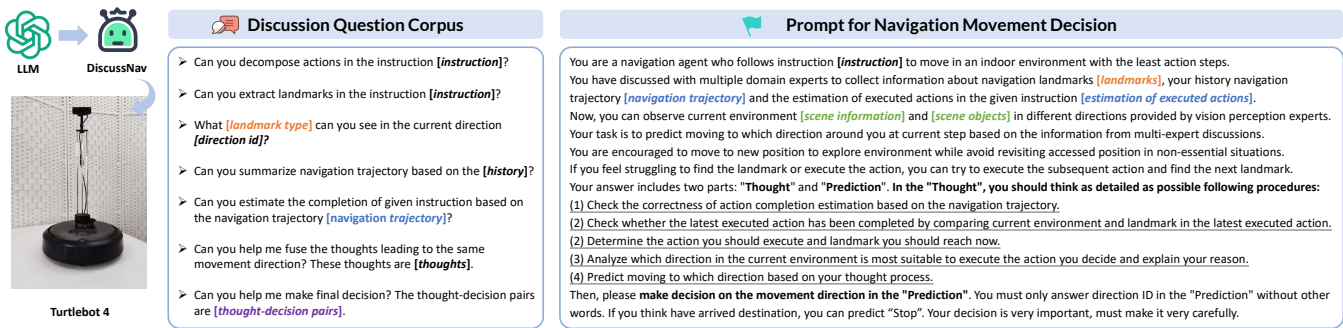 LLM
DiscussNav
Turtlebot 4
Discussion Question Corpus
➤ Can you decompose actions in the instruction [instruction]?
➤ Can you extract landmarks in the instruction [instruction]?
➤ What [landmark type] can you see in the current direction
[direction id]?
➤ Can you summarize navigation trajectory based on the [history]?
➤ Can you estimate the completion of given instruction based on
the navigation trajectory [navigation trajectory]?
➤ Can you help me fuse the thoughts leading to the same
movement direction? These thoughts are [thoughts].
➤ Can you help me make final decision? The thought-decision pairs
are [thought-decision pairs].
Prompt for Navigation Movement Decision
You are a navigation agent who follows instruction [instruction] to move in an indoor environment with the least action steps.
You have discussed with multiple domain experts to collect information about navigation landmarks [landmarks], your history navigation
trajectory [navigation trajectory] and the estimation of executed actions in the given instruction [estimation of executed actions].
Now, you can observe current environment [scene information] and [scene objects] in different directions provided by vision perception experts.
Your task is to predict moving to which direction around you at current step based on the information from multi-expert discussions.
You are encouraged to move to new position to explore environment while avoid revisiting accessed position in non-essential situations.
If you feel struggling to find the landmark or execute the action, you can try to execute the subsequent action and find the next landmark.
Your answer includes two parts: "Thought" and "Prediction". In the "Thought", you should think as detailed as possible following procedures:
(1) Check the correctness of action completion estimation based on the navigation trajectory.
(2) Check whether the latest executed action has been completed by comparing current environment and landmark in the latest executed action.
(2) Determine the action you should execute and landmark you should reach now.
(3) Analyze which direction in the current environment is most suitable to execute the action you decide and explain your reason.
(4) Predict moving to which direction based on your thought process.
Then, please make decision on the movement direction in the "Prediction". You must only answer direction ID in the "Prediction" without other
words. If you think have arrived destination, you can predict “Stop”. Your decision is very important, must make it very carefully.